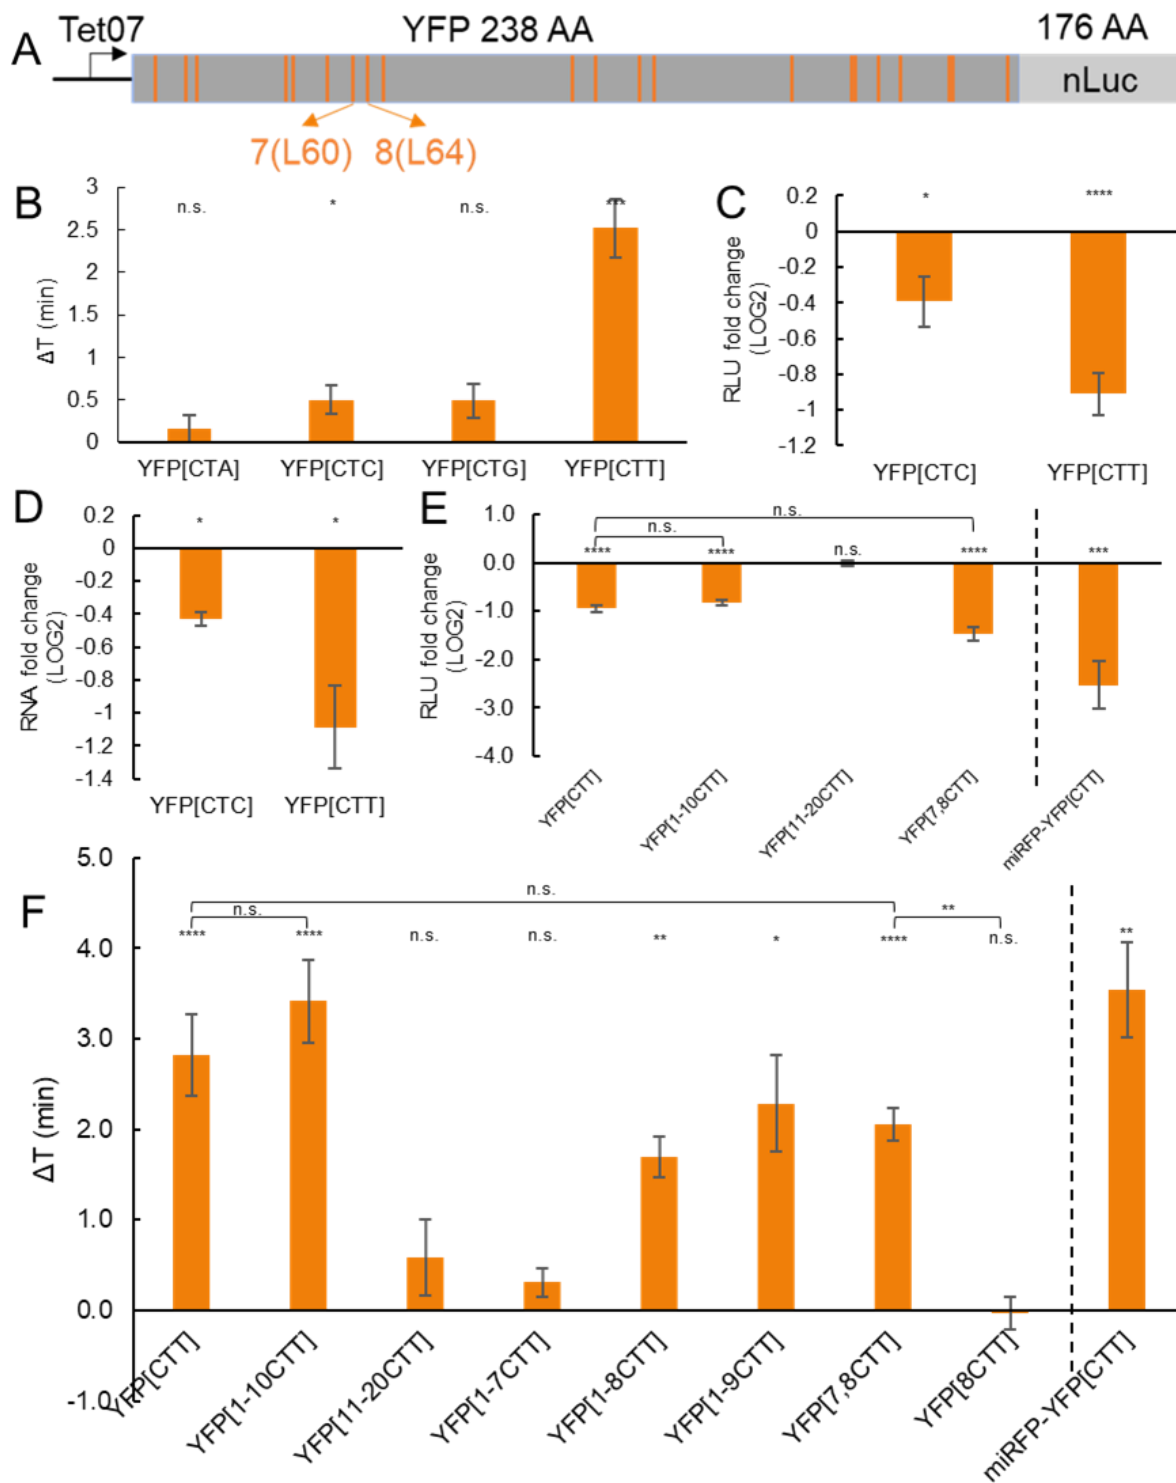 A
Tet07
YFP 238 AA
176 AA
nLuc
7(L60)
8(L64)
B
ΔT (min)
3
2.5
2
1.5
1
0.5
0
n.s.
*
n.s.
***
YFP[CTA]
YFP[CTC]
YFP[CTG]
YFP[CTT]
C
RLU fold change
(LOG2)
0.2
0
-0.2
-0.4
-0.6
-0.8
-1
-1.2
*
****
YFP[CTC]
YFP[CTT]
D
RNA fold change
(LOG2)
0.2
0
-0.2
-0.4
-0.6
-0.8
-1
-1.2
-1.4
*
*
YFP[CTC]
YFP[CTT]
E
RLU fold change
(LOG2)
1.0
0.0
-1.0
-2.0
-3.0
-4.0
n.s.
n.s.
****
****
n.s.
****
***
YFP[CTT]
YFP[1-10CTT]
YFP[11-20CTT]
YFP[7,8CTT]
miRFP-YFP[CTT]
F
ΔT (min)
5.0
4.0
3.0
2.0
1.0
0.0
-1.0
n.s.
n.s.
**
****
****
n.s.
n.s.
**
*
****
n.s.
**
YFP[CTT]
YFP[1-10CTT]
YFP[11-20CTT]
YFP[1-7CTT]
YFP[1-8CTT]
YFP[1-9CTT]
YFP[7,8CTT]
YFP[8CTT]
miRFP-YFP[CTT]